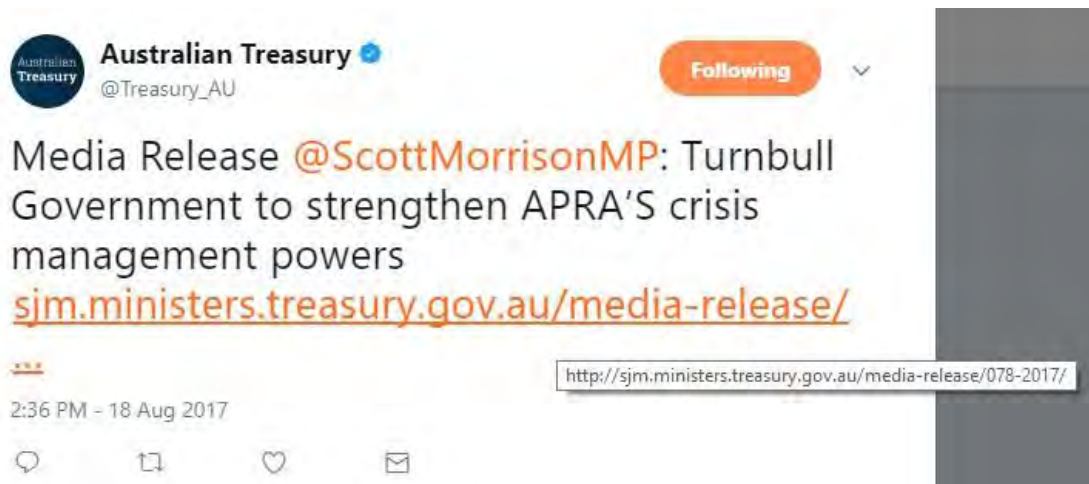 Australian
Treasury
Australian Treasury
@Treasury_AU
Following
Media Release @ScottMorrisonMP: Turnbull
Government to strengthen APRA’S crisis
management powers
sjm.ministers.treasury.gov.au/media-release/
...
http://sjm.ministers.treasury.gov.au/media-release/078-2017/
2:36 PM - 18 Aug 2017